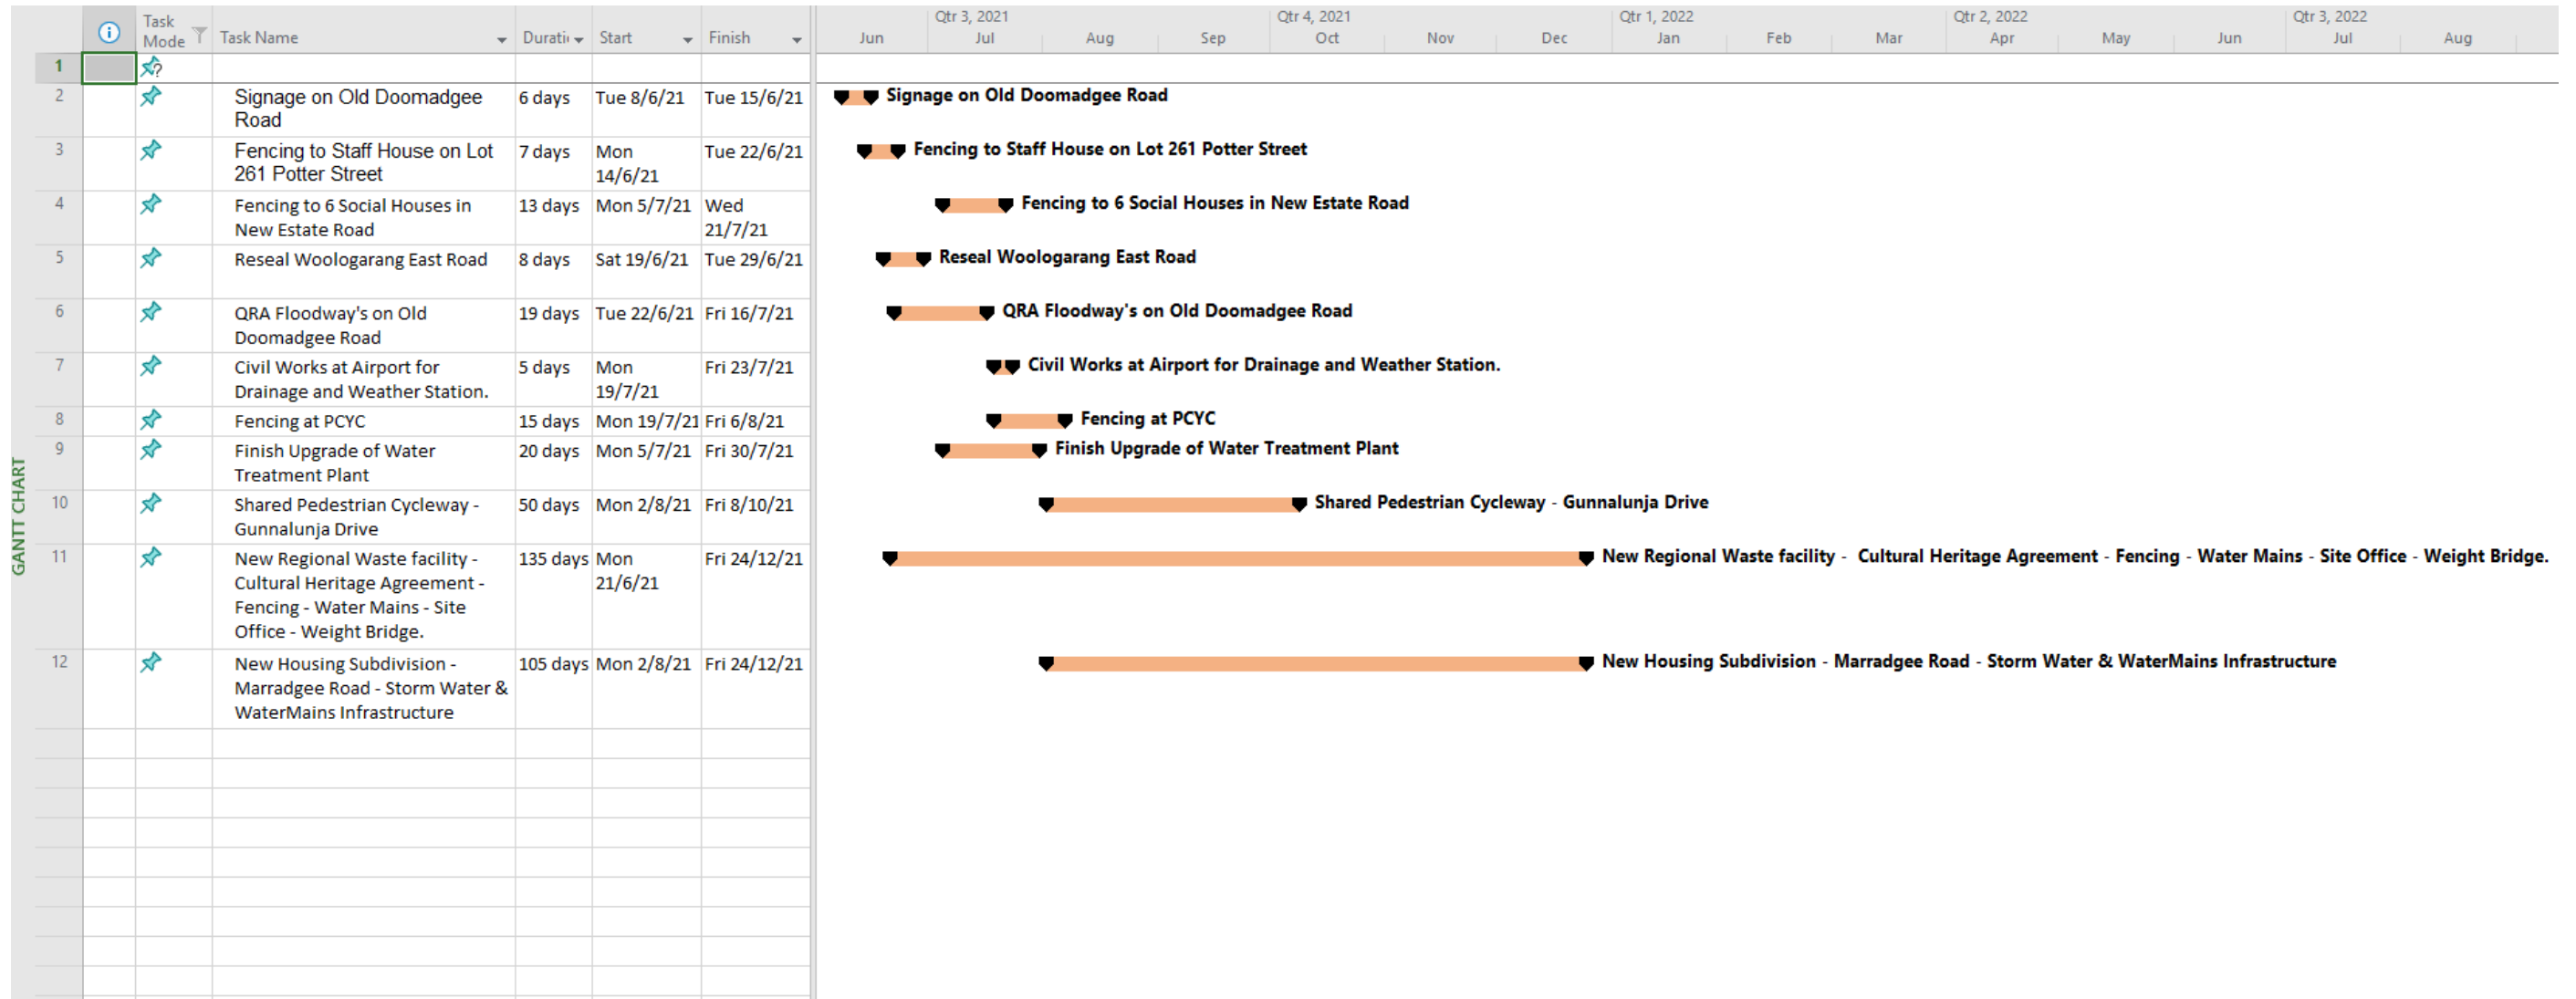 Qtr 3, 2021 Qtr 4, 2021 Qtr 1, 2022 Qtr 2, 2022 Qtr 3, 2022
Task Mode Task Name Durati Start Finish Jun Jul Aug Sep Oct Nov Dec Jan Feb Mar Apr May Jun Jul Aug
1 ?
2 Signage on Old Doomadgee 6 days Tue 8/6/21 Tue 15/6/21 Signage on Old Doomadgee Road
Road
3 Fencing to Staff House on Lot 7 days Mon Tue 22/6/21 Fencing to Staff House on Lot 261 Potter Street
261 Potter Street 14/6/21
4 Fencing to 6 Social Houses in 13 days Mon 5/7/21 Wed Fencing to 6 Social Houses in New Estate Road
New Estate Road 21/7/21
5 Reseal Woologarang East Road 8 days Sat 19/6/21 Tue 29/6/21 Reseal Woologarang East Road
6 QRA Floodway's on Old 19 days Tue 22/6/21 Fri 16/7/21 QRA Floodway's on Old Doomadgee Road
Doomadgee Road
7 Civil Works at Airport for 5 days Mon Fri 23/7/21 Civil Works at Airport for Drainage and Weather Station.
Drainage and Weather Station. 19/7/21
8 Fencing at PCYC 15 days Mon 19/7/21 Fri 6/8/21 Fencing at PCYC
9 Finish Upgrade of Water 20 days Mon 5/7/21 Fri 30/7/21 Finish Upgrade of Water Treatment Plant
Treatment Plant
10 Shared Pedestrian Cycleway - 50 days Mon 2/8/21 Fri 8/10/21 Shared Pedestrian Cycleway - Gunnalunja Drive
Gunnalunja Drive
11 New Regional Waste facility - 135 days Mon Fri 24/12/21 New Regional Waste facility - Cultural Heritage Agreement - Fencing - Water Mains - Site Office - Weight Bridge.
Cultural Heritage Agreement - 21/6/21
Fencing - Water Mains - Site
Office - Weight Bridge.
12 New Housing Subdivision - 105 days Mon 2/8/21 Fri 24/12/21 New Housing Subdivision - Marradgee Road - Storm Water & WaterMains Infrastructure
Marradgee Road - Storm Water &
WaterMains Infrastructure
GANTT CHART